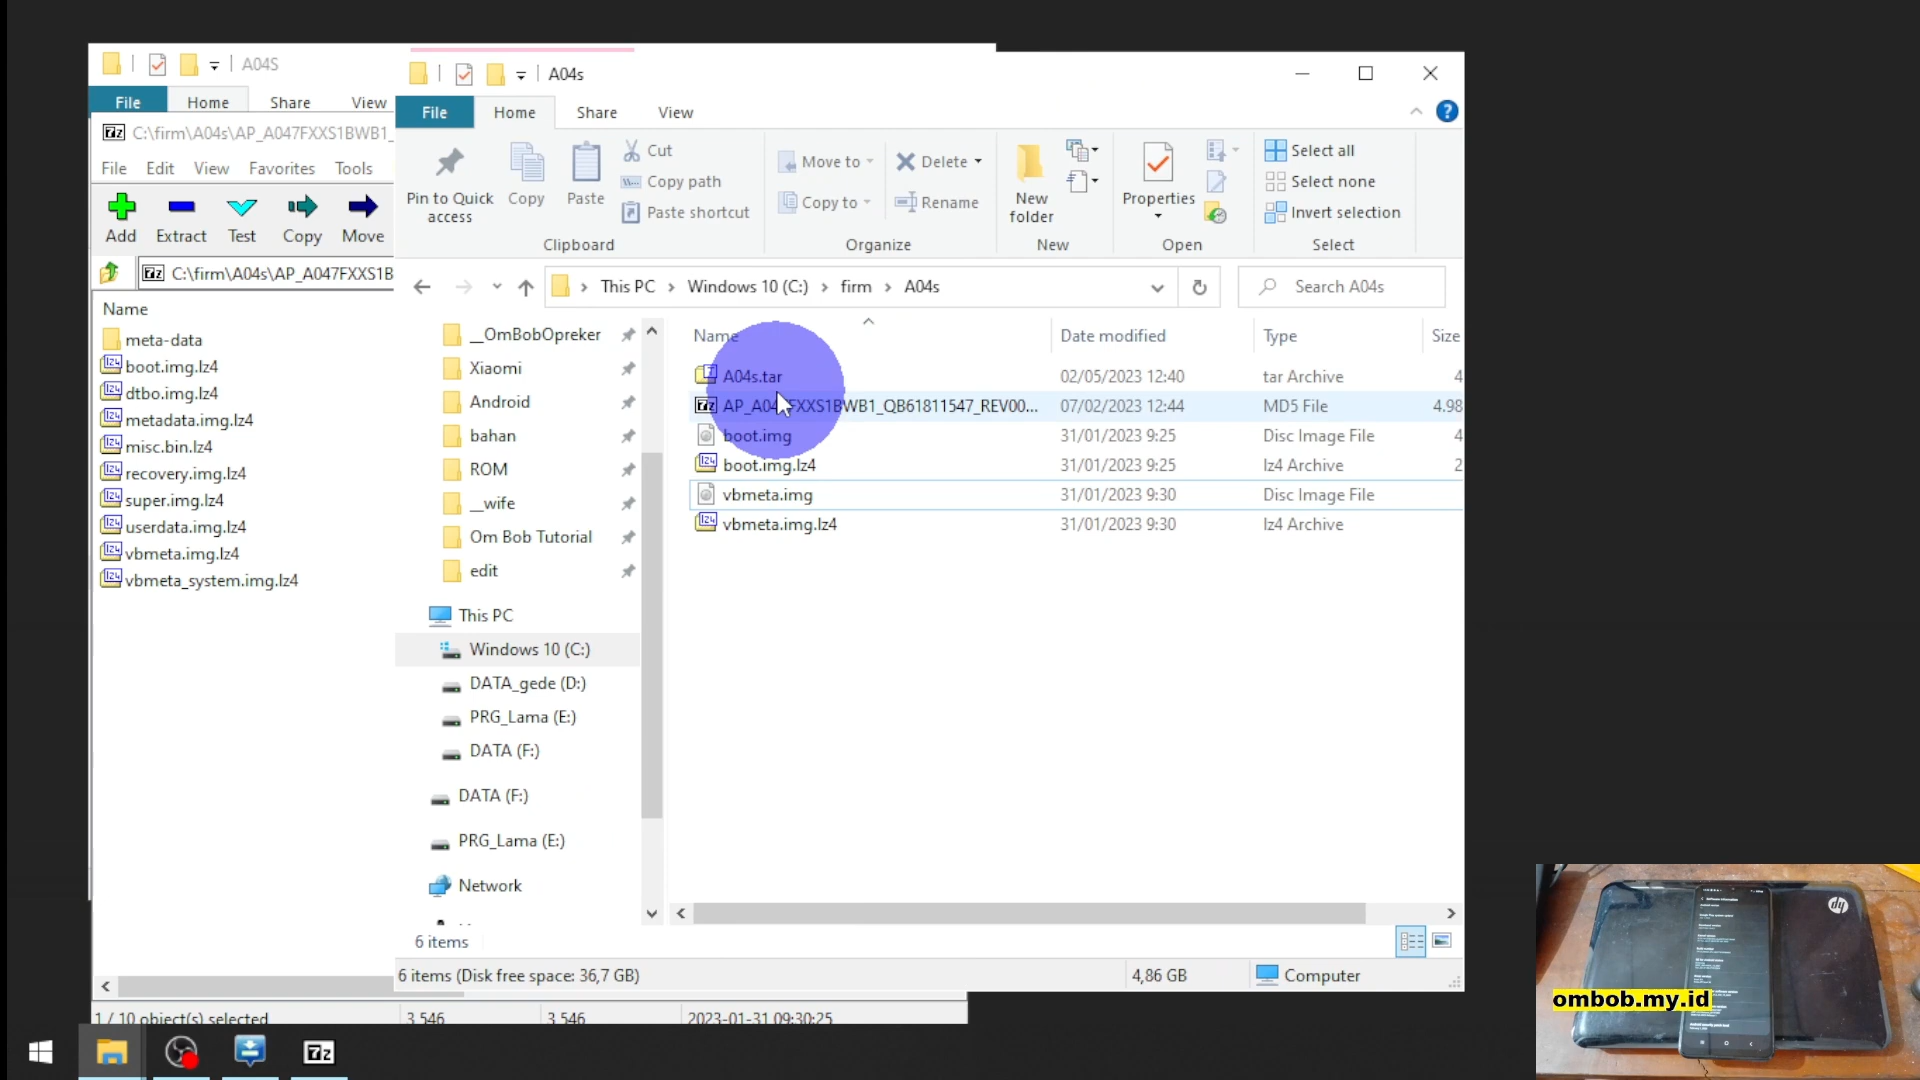 A04S
File Home Share View
C:\firm\A04s\AP_A047FXXS1BWB1_
File Edit View Favorites Tools
Add Extract Test Copy Move
C:\firm\A04s\AP_A047FXXS1B
Name
meta-data
boot.img.lz4
dtbo.img.lz4
metadata.img.lz4
misc.bin.lz4
recovery.img.lz4
super.img.lz4
userdata.img.lz4
vbmeta.img.lz4
vbmeta_system.img.lz4
1 / 10 object(s) selected 3 546 3 546 2023-01-31 09:30:25
A04s
File Home Share View
Pin to Quick access
Copy
Paste
Cut
Copy path
Paste shortcut
Clipboard
Move to
Copy to
Delete
Rename
Organize
New folder
New
Properties
Open
Select all
Select none
Invert selection
Select
This PC > Windows 10 (C:) > firm > A04s
Search A04s
__OmBobOpreker
Xiaomi
Android
bahan
ROM
__wife
Om Bob Tutorial
edit
This PC
Windows 10 (C:)
DATA_gede (D:)
PRG_Lama (E:)
DATA (F:)
DATA (F:)
PRG_Lama (E:)
Network
Name Date modified Type Size
A04s.tar 02/05/2023 12:40 tar Archive 4
AP_A047FXXS1BWB1_QB61811547_REV00... 07/02/2023 12:44 MD5 File 4.98
boot.img 31/01/2023 9:25 Disc Image File 4
boot.img.lz4 31/01/2023 9:25 lz4 Archive 2
vbmeta.img 31/01/2023 9:30 Disc Image File
vbmeta.img.lz4 31/01/2023 9:30 lz4 Archive
6 items
6 items (Disk free space: 36,7 GB) 4,86 GB Computer
7z
hp
ombob.my.id